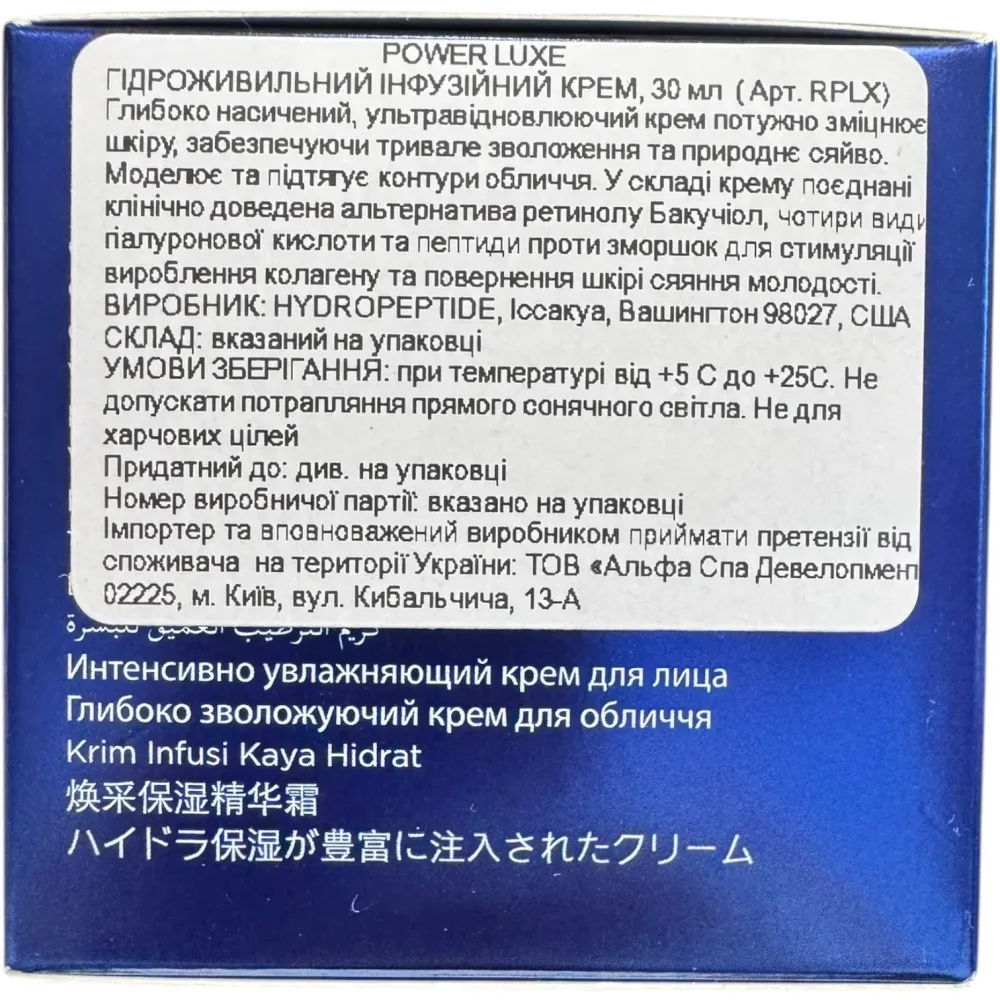 POWER LUXE
ГІДРОЖИВИЛЬНИЙ ІНФУЗІЙНИЙ КРЕМ, 30 мл (Арт. RPLX)
Глибоко насичений, ультравідновлюючий крем потужно зміцнює
шкіру, забезпечуючи тривале зволоження та природнє сяйво.
Моделює та підтягує контури обличчя. У складі крему поєднані
клінічно доведена альтернатива ретинолу Бакучіол, чотири види
гіалуронової кислоти та пептиди проти зморшок для стимуляції
вироблення колагену та повернення шкірі сяяння молодості.
ВИРОБНИК: HYDROPEPTIDE, Іссакуа, Вашингтон 98027, США
СКЛАД: вказаний на упаковці
УМОВИ ЗБЕРІГАННЯ: при температурі від +5 С до +25С. Не
допускати потрапляння прямого сонячного світла. Не для
харчових цілей
Придатний до: див. на упаковці
Номер виробничої партії: вказано на упаковці
Імпортер та вповноважений виробником приймати претензії від
споживача на території України: ТОВ «Альфа Спа Девелопмент
02225, м. Київ, вул. Кибальчича, 13-А
كريم الترطيب العميق للبشرة
Интенсивно увлажняющий крем для лица
Глибоко зволожуючий крем для обличчя
Krim Infusi Kaya Hidrat
焕采保湿精华霜
ハイドラ保湿が豊富に注入されたクリーム